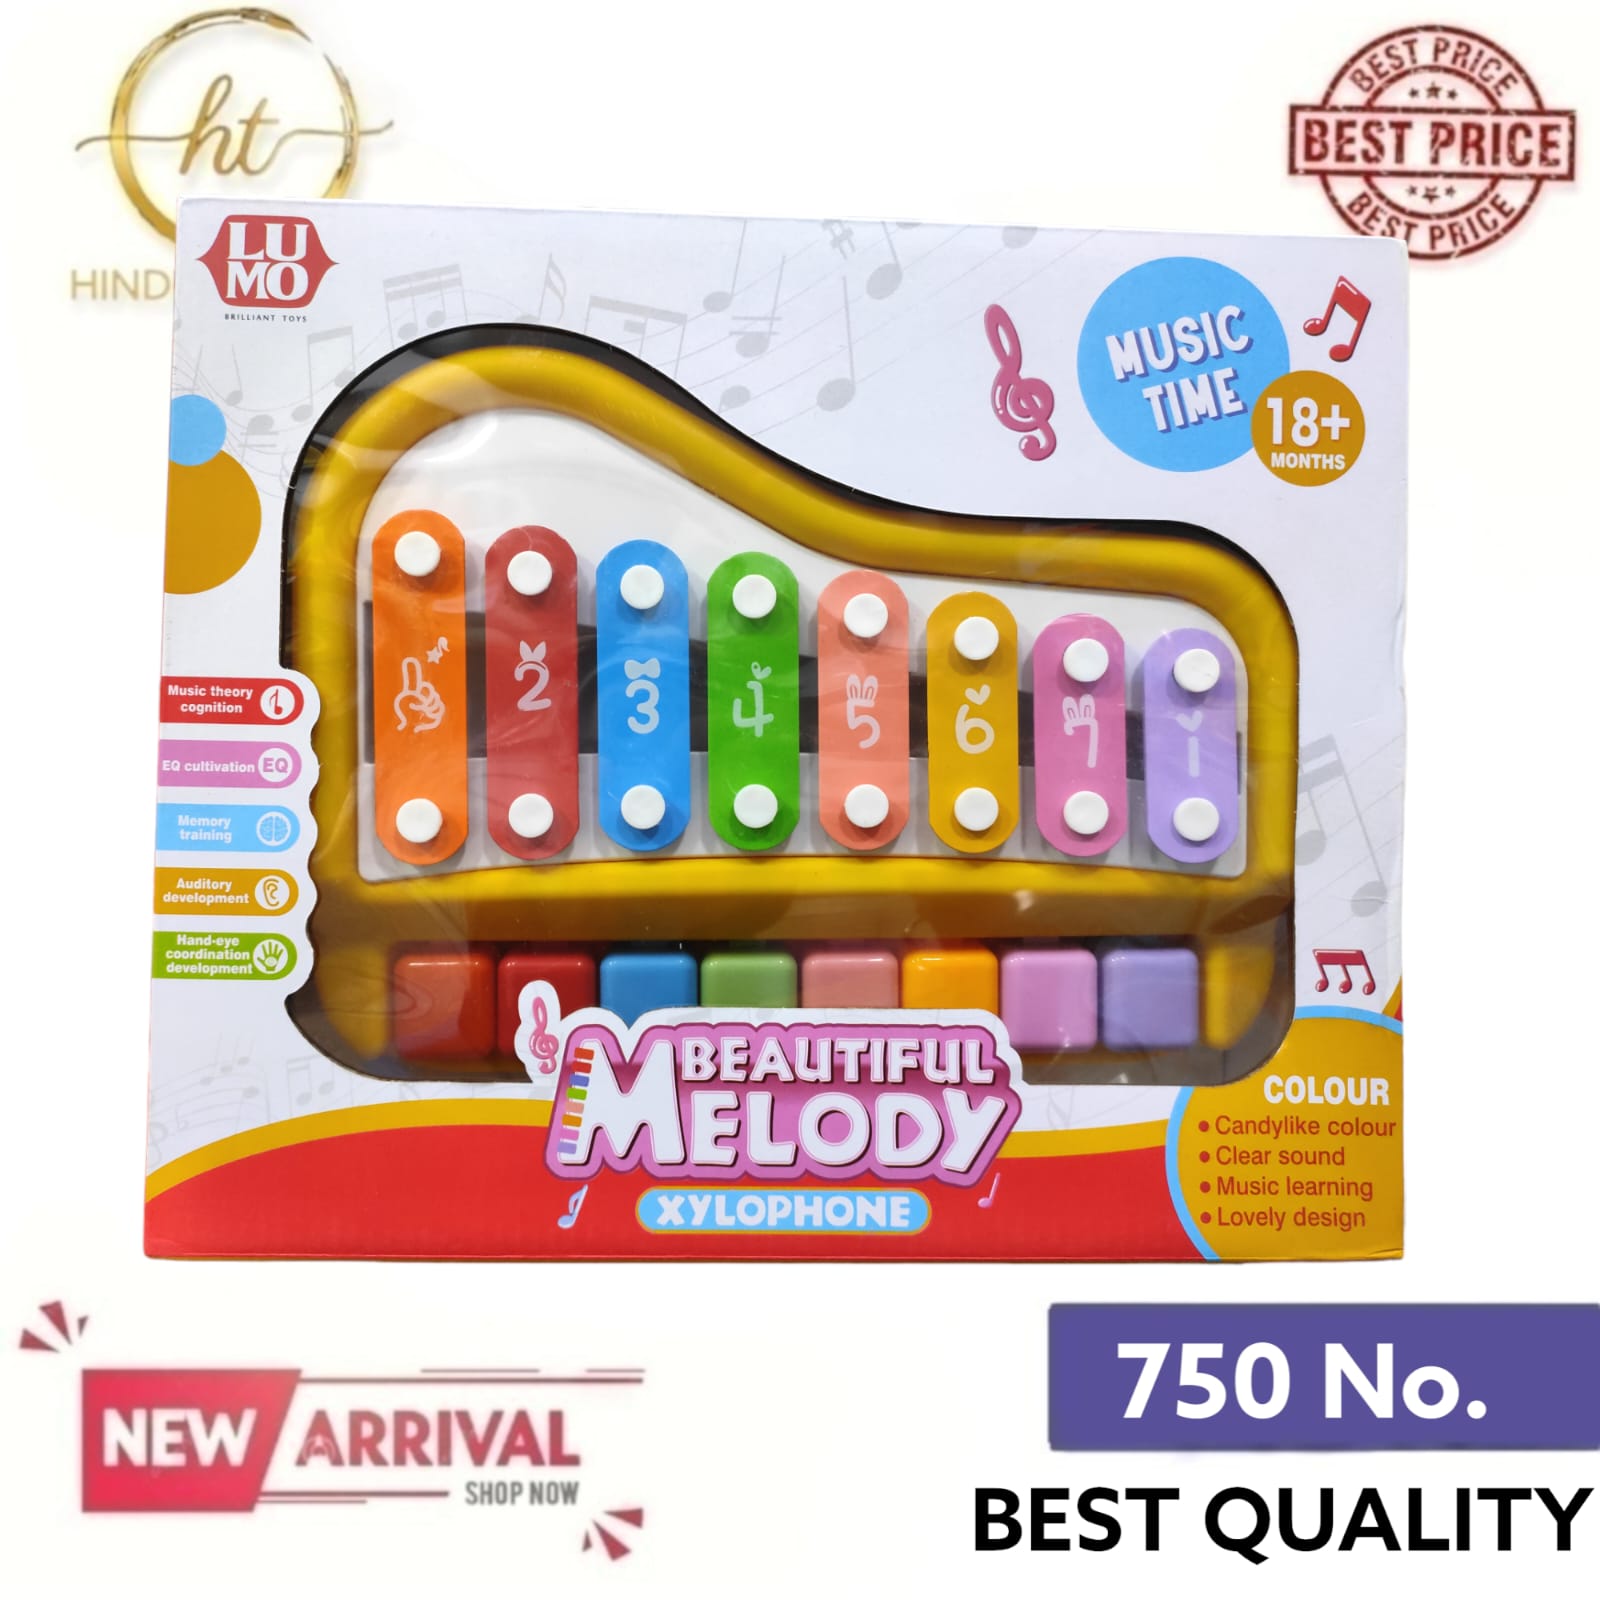 ht
HIND
BEST PRICE
BEST PRICE
BEST PRICE
LU
MO
BRILLIANT TOYS
MUSIC
TIME
18+
MONTHS
2
3
4
5
6
7
1
Music theory
cognition
EQ cultivation EQ
Memory
training
Auditory
development
Hand-eye
coordination
development
BEAUTIFUL
MELODY
XYLOPHONE
COLOUR
• Candylike colour
• Clear sound
• Music learning
• Lovely design
NEW ARRIVAL
SHOP NOW
750 No.
BEST QUALITY